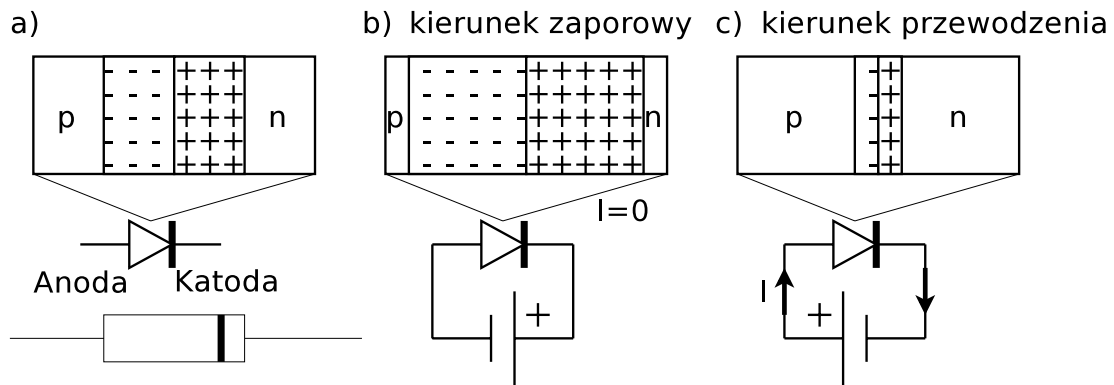 a)
p n
Anoda Katoda
b) kierunek zaporowy
p n
I=0
+
c) kierunek przewodzenia
p n
I
+